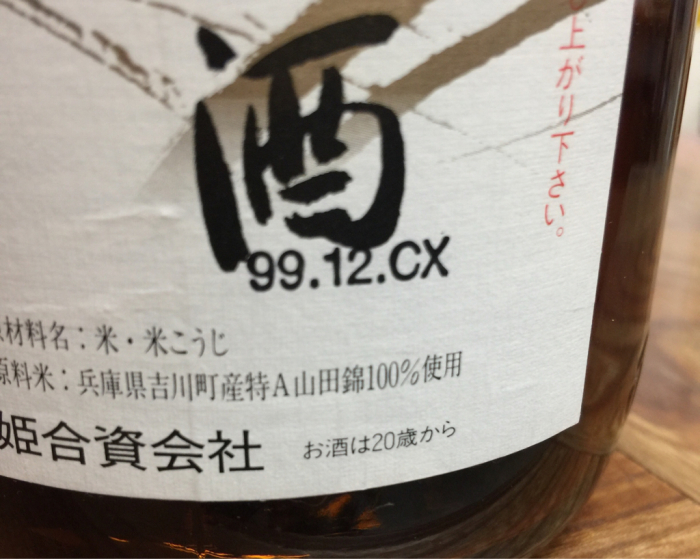 酒
上がり下さい。
99.12.CX
材料名：米・米こうじ
原料米：兵庫県吉川町産特A山田錦100%使用
姫合資会社
お酒は20歳から